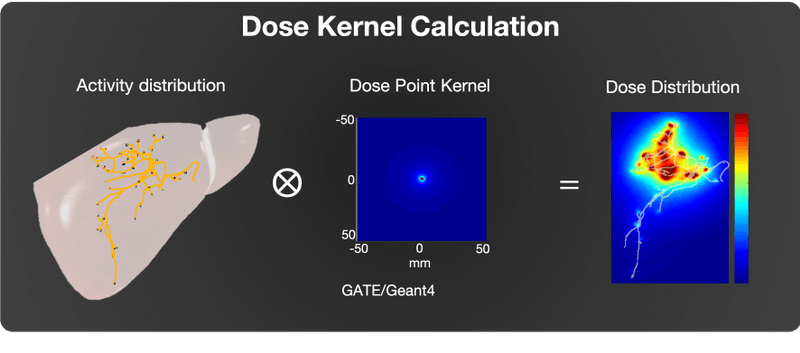 Dose Kernel Calculation
Activity distribution
Dose Point Kernel
Dose Distribution
-50
0
50
-50 0 50
mm
GATE/Geant4
=